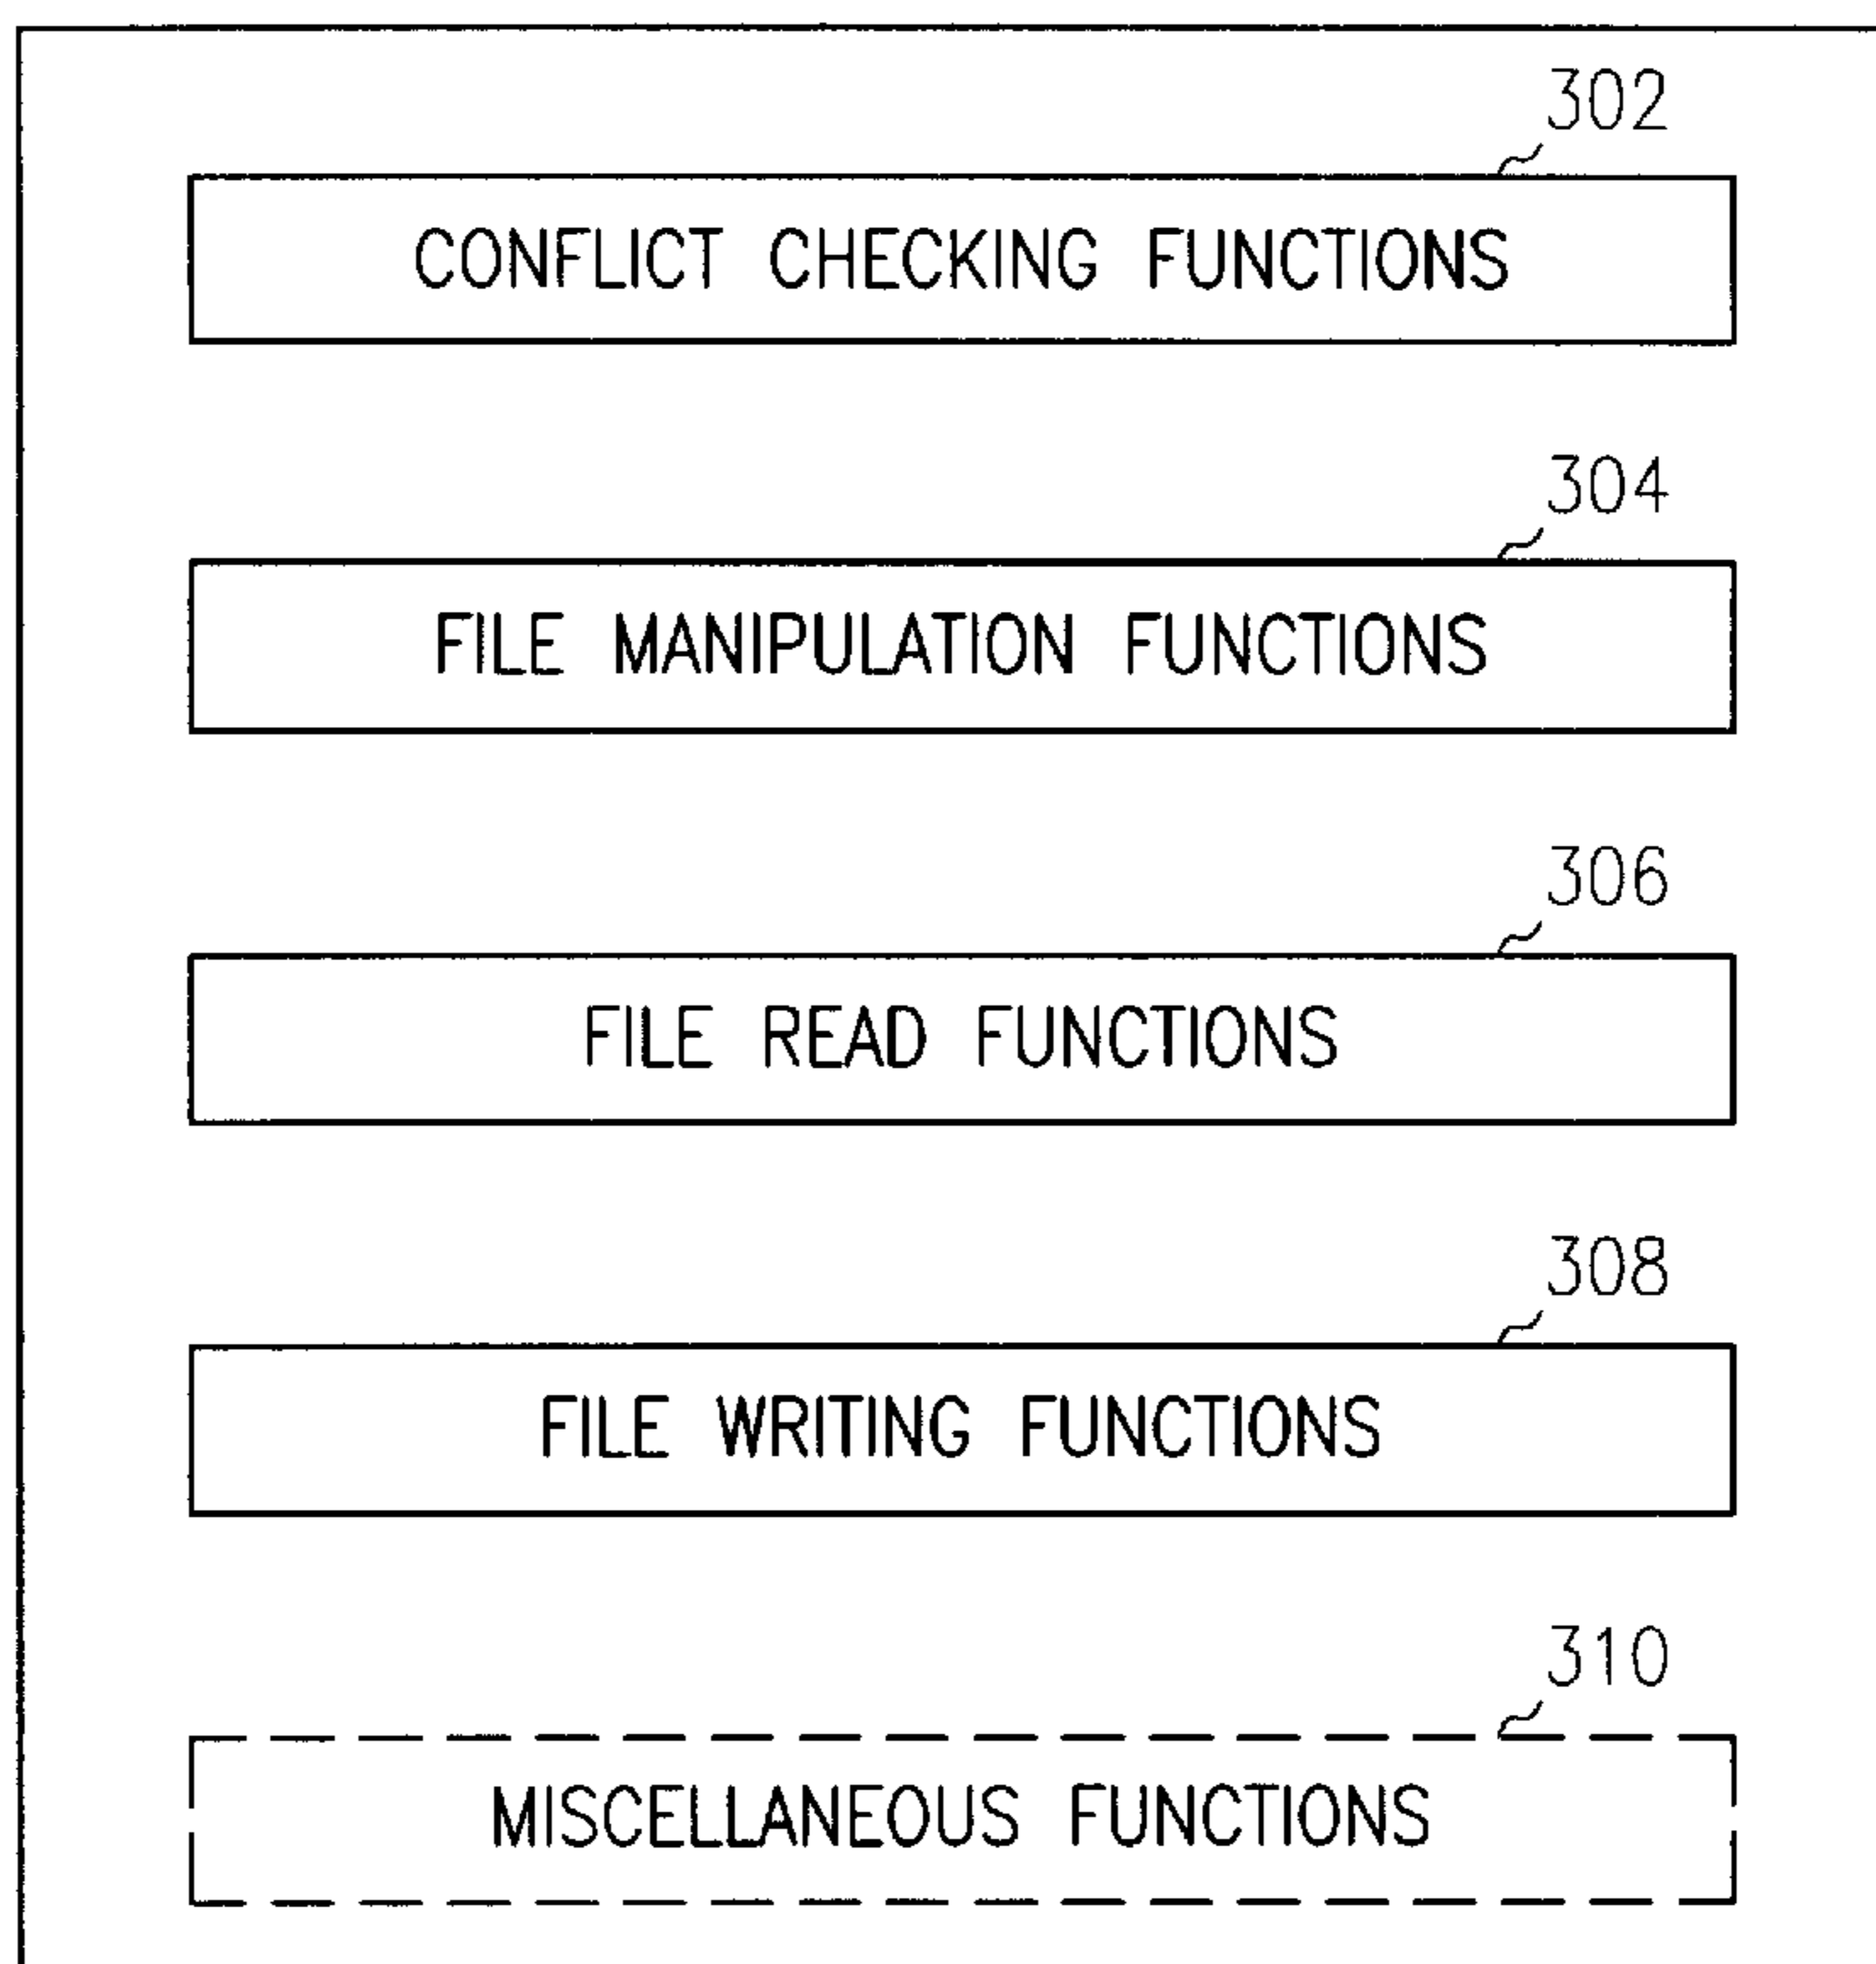 302
CONFLICT CHECKING FUNCTIONS
304
FILE MANIPULATION FUNCTIONS
306
FILE READ FUNCTIONS
308
FILE WRITING FUNCTIONS
310
MISCELLANEOUS FUNCTIONS